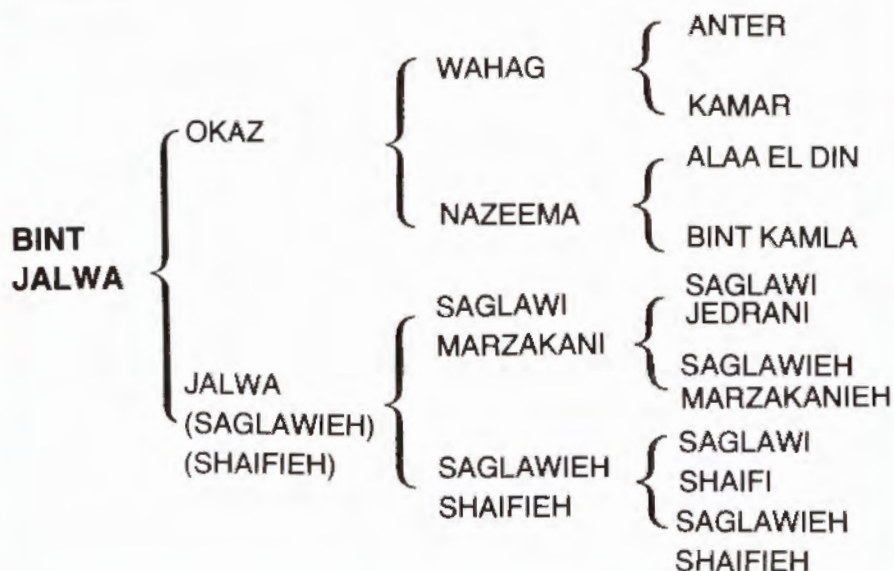 BINT
JALWA
OKAZ
WAHAG
ANTER
KAMAR
NAZEEMA
ALAA EL DIN
BINT KAMLA
JALWA
(SAGLAWIEH)
(SHAIFIEH)
SAGLAWI
MARZAKANI
SAGLAWI
JEDRANI
SAGLAWIEH
MARZAKANIEH
SAGLAWIEH
SHAIFIEH
SAGLAWI
SHAIFI
SAGLAWIEH
SHAIFIEH